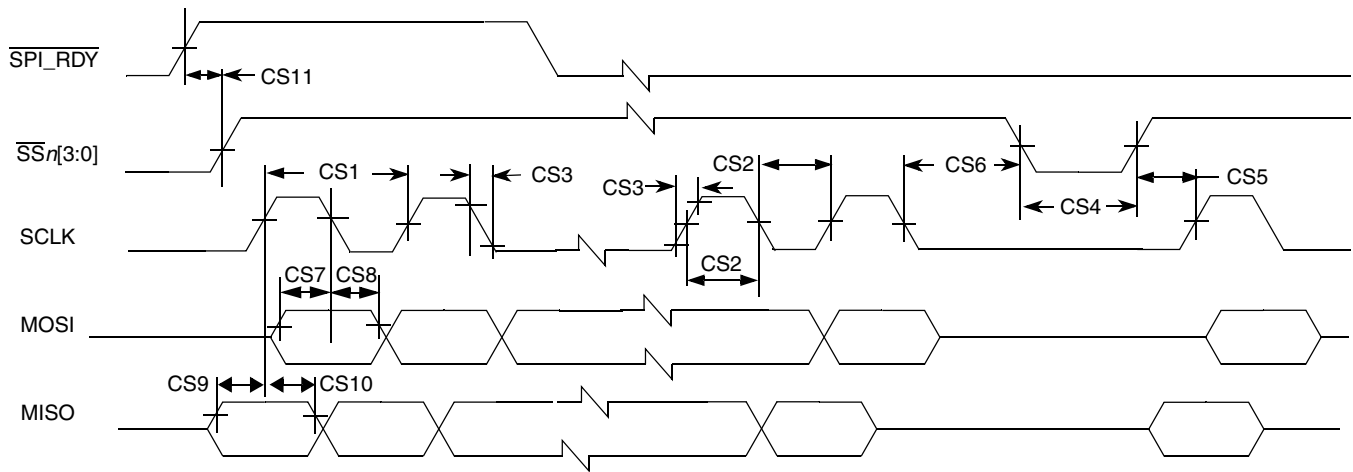 SPI_RDY
CS11
SSn[3:0]
CS1
CS3
CS3
CS2
CS6
CS5
CS4
SCLK
CS2
CS7
CS8
MOSI
CS9
CS10
MISO